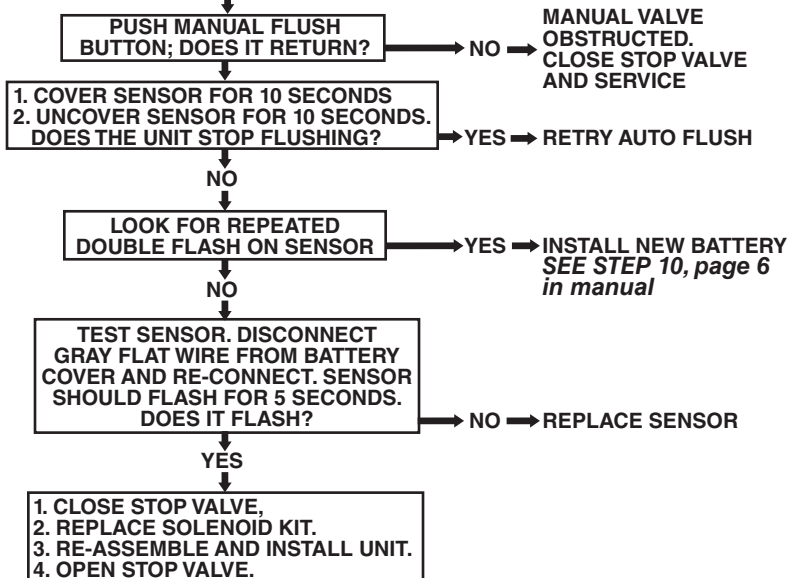 PUSH MANUAL FLUSH
BUTTON; DOES IT RETURN?
NO
MANUAL VALVE
OBSTRUCTED.
CLOSE STOP VALVE
AND SERVICE
1. COVER SENSOR FOR 10 SECONDS
2. UNCOVER SENSOR FOR 10 SECONDS.
DOES THE UNIT STOP FLUSHING?
YES
RETRY AUTO FLUSH
NO
LOOK FOR REPEATED
DOUBLE FLASH ON SENSOR
YES
INSTALL NEW BATTERY
SEE STEP 10, page 6
in manual
NO
TEST SENSOR. DISCONNECT
GRAY FLAT WIRE FROM BATTERY
COVER AND RE-CONNECT. SENSOR
SHOULD FLASH FOR 5 SECONDS.
DOES IT FLASH?
NO
REPLACE SENSOR
YES
1. CLOSE STOP VALVE,
2. REPLACE SOLENOID KIT.
3. RE-ASSEMBLE AND INSTALL UNIT.
4. OPEN STOP VALVE.